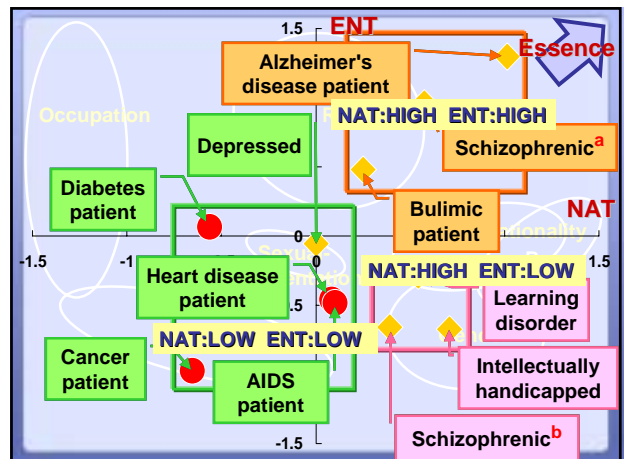 1.5
ENT
Essence
Alzheimer's
disease patient
Occupation
NAT:HIGH ENT:HIGH
Depressed
Schizophrenic a
Diabetes
patient
Bulimic
patient
NAT
0
-1.5
-1
0
1.5
NAT:HIGH ENT:LOW
Heart disease
patient
Learning
disorder
NAT:LOW ENT:LOW
Cancer
patient
AIDS
patient
Intellectually
handicapped
Schizophrenic b
-1.5